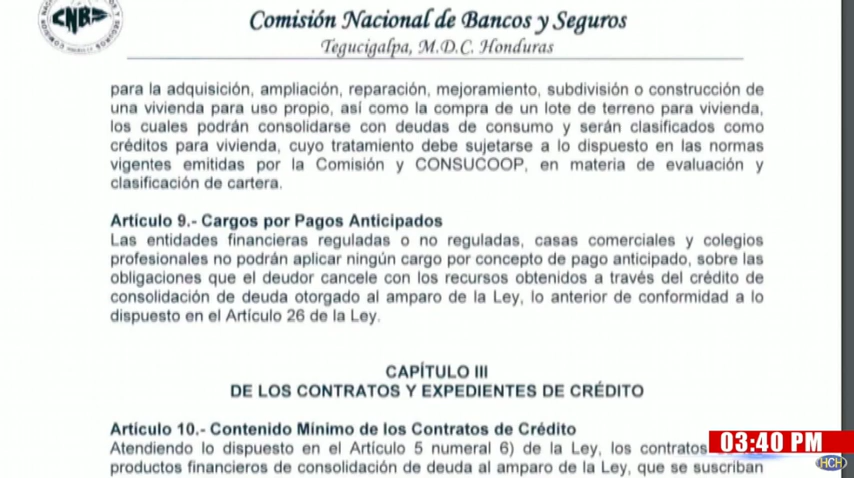 CNBS
Comisión Nacional de Bancos y Seguros
Tegucigalpa, M.D.C. Honduras
para la adquisición, ampliación, reparación, mejoramiento, subdivisión o construcción de
una vivienda para uso propio, así como la compra de un lote de terreno para vivienda,
los cuales podrán consolidarse con deudas de consumo y serán clasificados como
créditos para vivienda, cuyo tratamiento debe sujetarse a lo dispuesto en las normas
vigentes emitidas por la Comisión y CONSUCOOP, en materia de evaluación y
clasificación de cartera.
Artículo 9.- Cargos por Pagos Anticipados
Las entidades financieras reguladas o no reguladas, casas comerciales y colegios
profesionales no podrán aplicar ningún cargo por concepto de pago anticipado, sobre las
obligaciones que el deudor cancele con los recursos obtenidos a través del crédito de
consolidación de deuda otorgado al amparo de la Ley, lo anterior de conformidad a lo
dispuesto en el Artículo 26 de la Ley.
CAPÍTULO III
DE LOS CONTRATOS Y EXPEDIENTES DE CRÉDITO
Artículo 10.- Contenido Mínimo de los Contratos de Crédito
Atendiendo lo dispuesto en el Artículo 5 numeral 6) de la Ley, los contratos
03:40 PM
productos financieros de consolidación de deuda al amparo de la Ley, que se suscriban
HCH